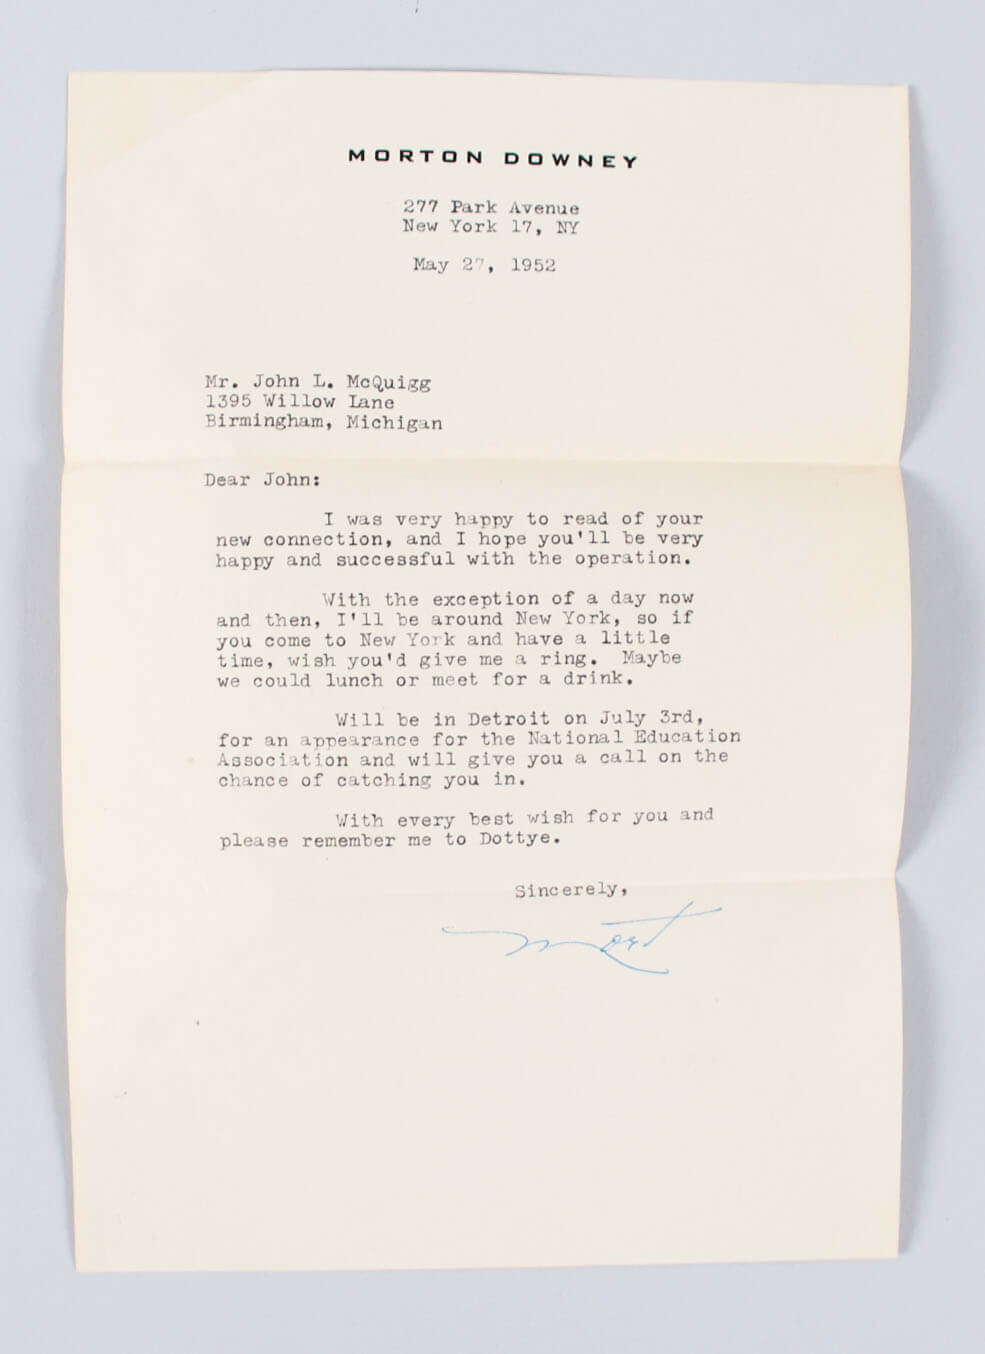 MORTON DOWNEY
277 Park Avenue
New York 17, NY
May 27, 1952
Mr. John L. McQuigg
1395 Willow Lane
Birmingham, Michigan
Dear John:
I was very happy to read of your
new connection, and I hope you'll be very
happy and successful with the operation.
With the exception of a day now
and then, I'll be around New York, so if
you come to New York and have a little
time, wish you'd give me a ring. Maybe
we could lunch or meet for a drink.
Will be in Detroit on July 3rd,
for an appearance for the National Education
Association and will give you a call on the
chance of catching you in.
With every best wish for you and
please remember me to Dottye.
Sincerely,
Mort